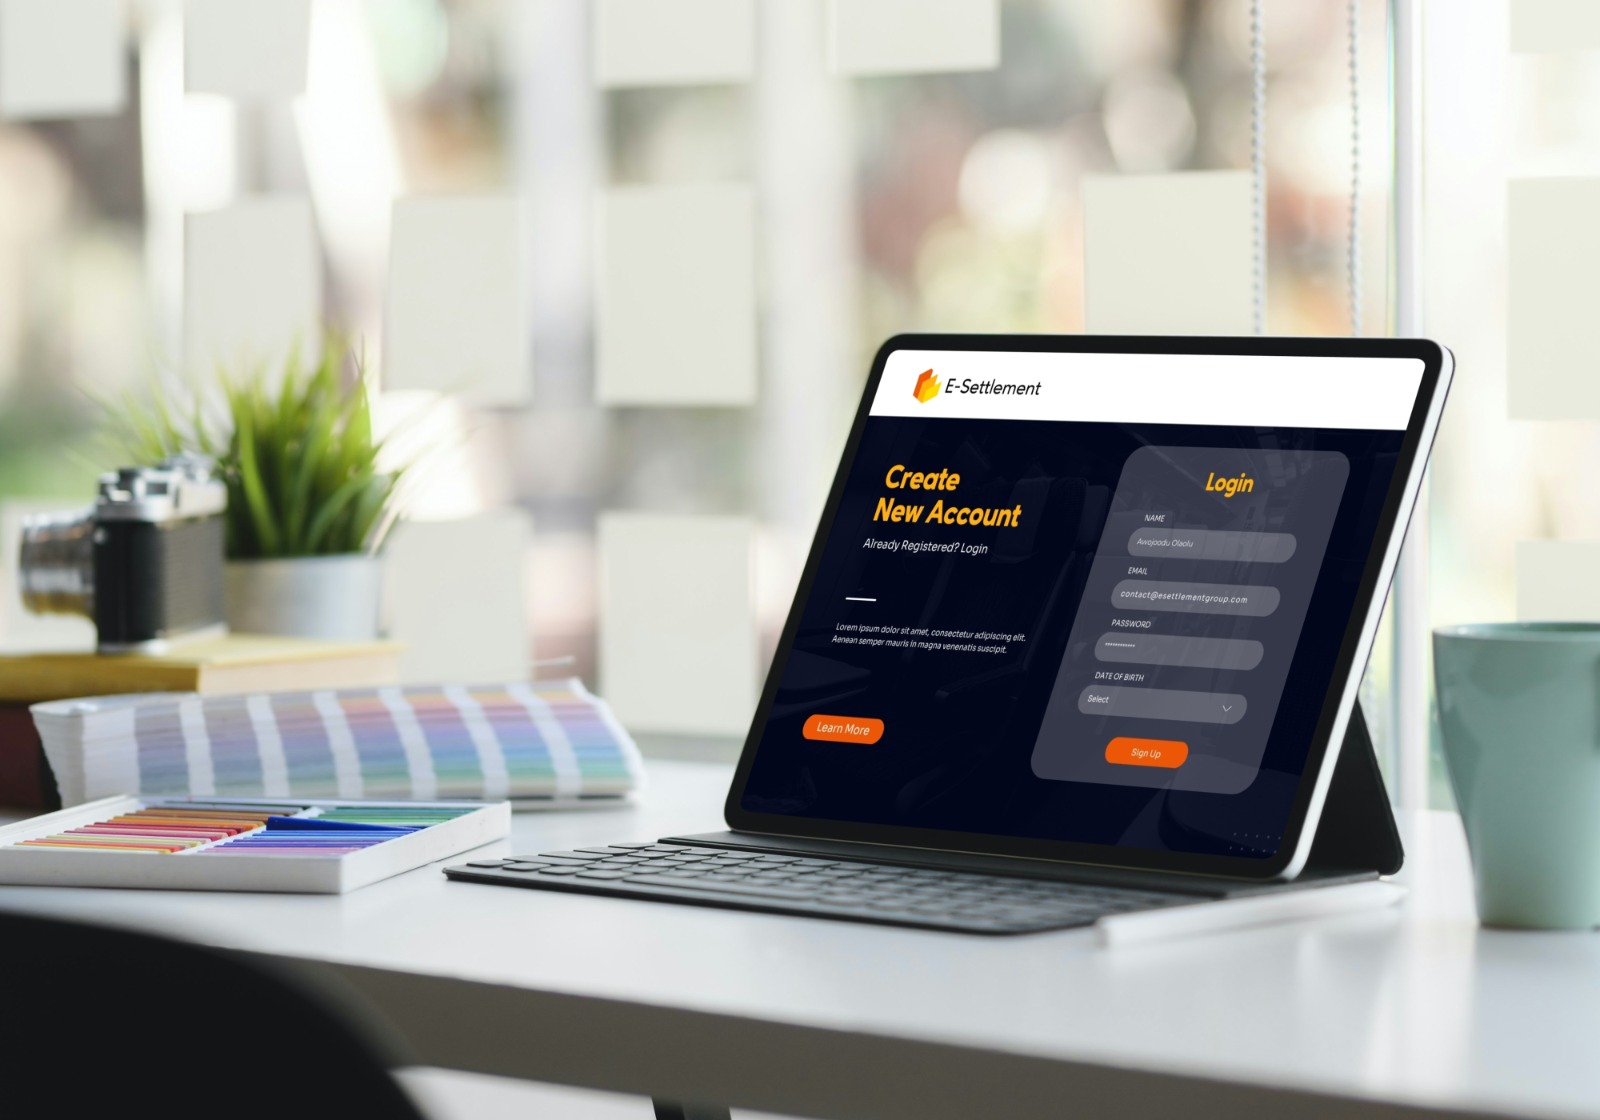 E-Settlement
Create
New Account
Already Registered? Login
Lorem ipsum dolor sit amet, consectetur adipiscing elit.
Aenean semper mauris in magna venenatis suscipit.
Learn More
Login
NAME
Awojoodu Olaolu
EMAIL
contact@esettlementgroup.com
PASSWORD
************
DATE OF BIRTH
Select
Sign Up